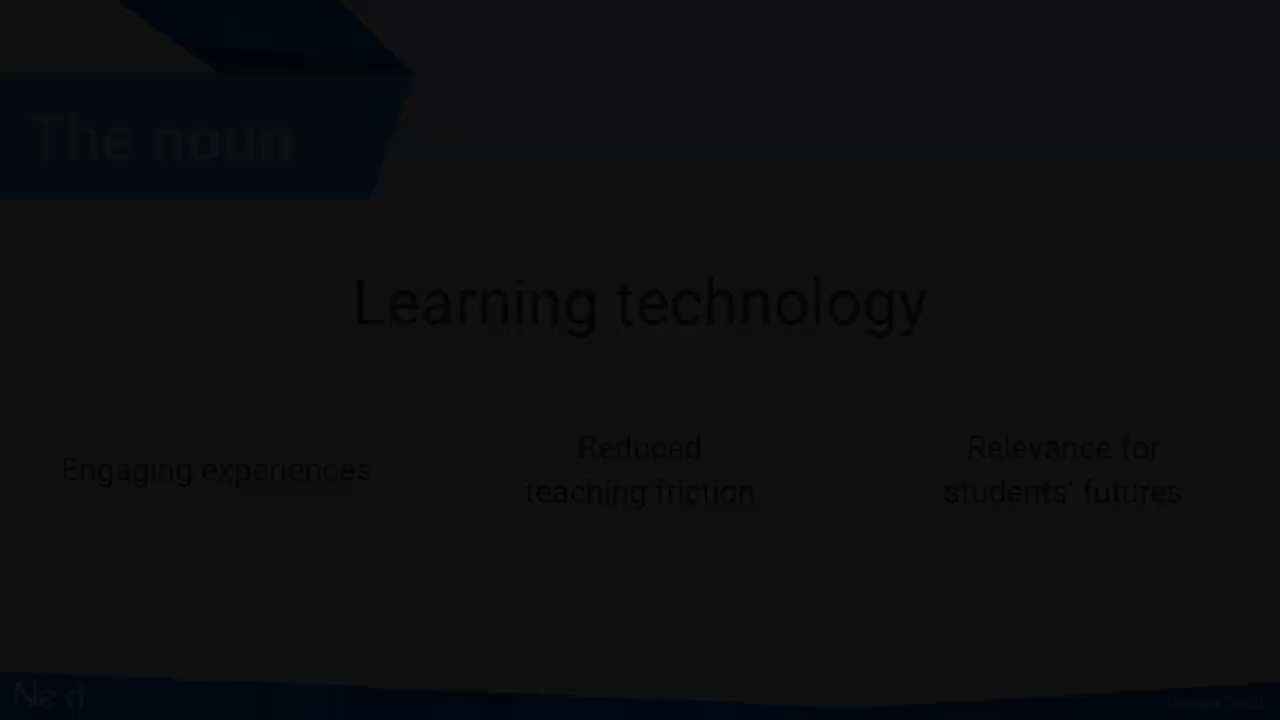 The noun
Learning technology
Engaging experiences
Reduced
teaching friction
Relevance for
students' futures